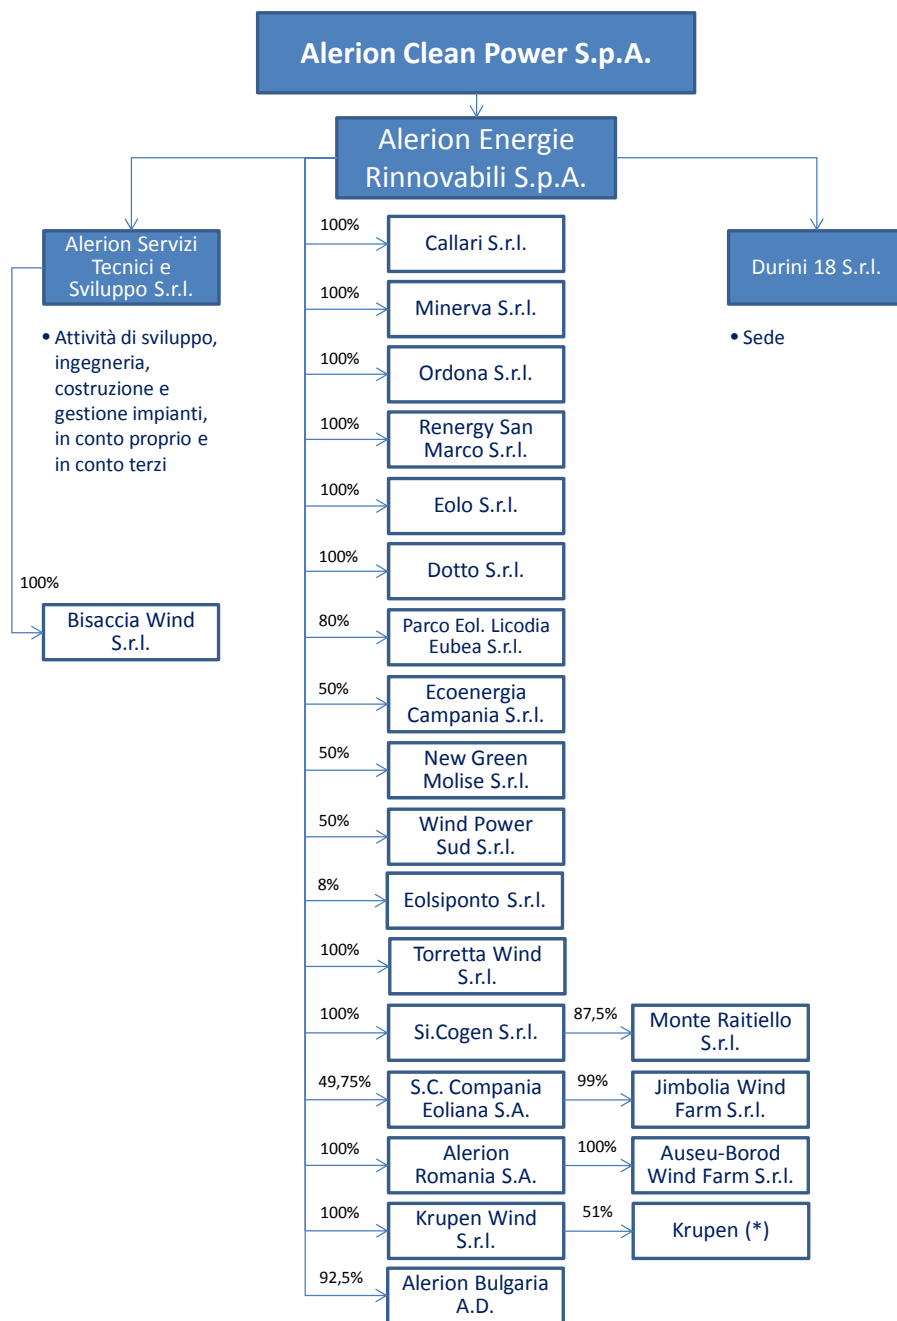 Alerion Clean Power S.p.A.
Alerion Energie
Rinnovabili S.p.A.
Alerion Servizi
Tecnici e
Sviluppo S.r.l.
• Attività di sviluppo,
ingegneria,
costruzione e
gestione impianti,
in conto proprio e
in conto terzi
100%
Bisaccia Wind
S.r.l.
Durini 18 S.r.l.
• Sede
100%
Callari S.r.l.
100%
Minerva S.r.l.
100%
Ordona S.r.l.
100%
Renergy San
Marco S.r.l.
100%
Eolo S.r.l.
100%
Dotto S.r.l.
80%
Parco Eol. Licodia
Eubea S.r.l.
50%
Ecoenergia
Campania S.r.l.
50%
New Green
Molise S.r.l.
50%
Wind Power
Sud S.r.l.
8%
Eolsiponto S.r.l.
100%
Torretta Wind
S.r.l.
100%
Si.Cogen S.r.l.
87,5%
Monte Raitiello
S.r.l.
49,75%
S.C. Compania
Eoliana S.A.
99%
Jimbolia Wind
Farm S.r.l.
100%
Alerion
Romania S.A.
100%
Auseu-Borod
Wind Farm S.r.l.
100%
Krupen Wind
S.r.l.
51%
Krupen (*)
92,5%
Alerion Bulgaria
A.D.